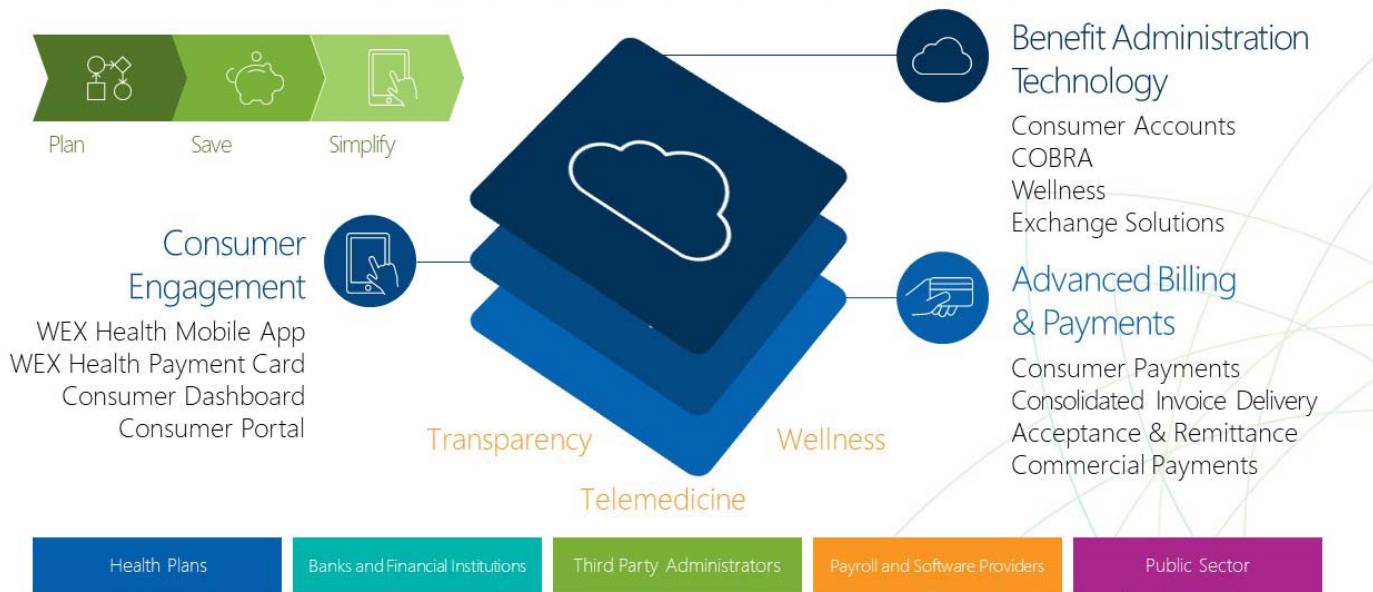 Plan
Save
Simplify
Benefit Administration
Technology
Consumer Accounts
COBRA
Wellness
Exchange Solutions
Consumer
Engagement
WEX Health Mobile App
WEX Health Payment Card
Consumer Dashboard
Consumer Portal
Advanced Billing
& Payments
Consumer Payments
Consolidated Invoice Delivery
Acceptance & Remittance
Commercial Payments
Transparency
Wellness
Telemedicine
Health Plans
Banks and Financial Institutions
Third Party Administrators
Payroll and Software Providers
Public Sector